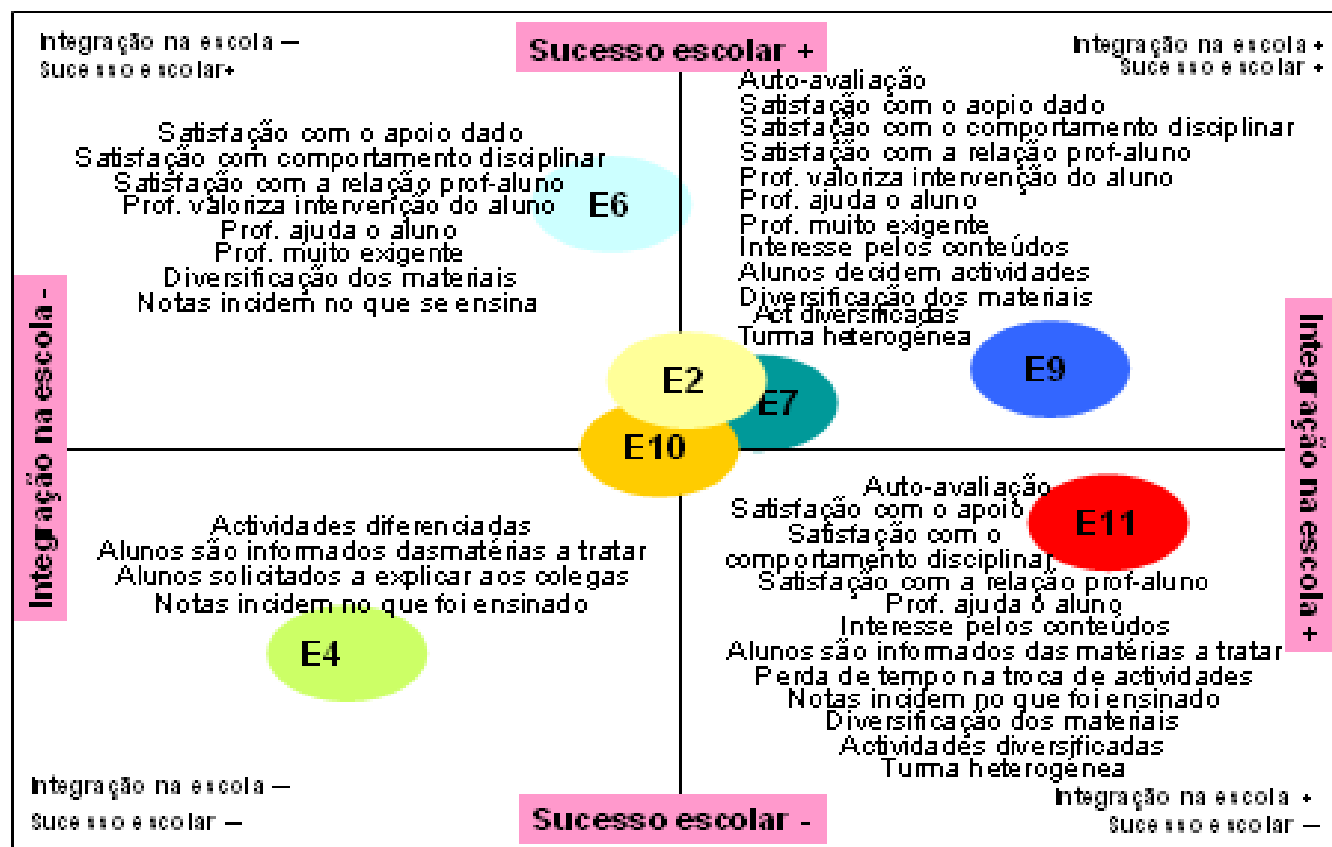 Integração na escola –
Sucesso escolar+
Sucesso escolar +
Integração na escola +
Sucesso escolar +
Satisfação com o apoio dado
Satisfação com comportamento disciplinar
Satisfação com a relação prof-aluno
Prof. valoriza intervenção do aluno
Prof. ajuda o aluno
Prof. muito exigente
Diversificação dos materiais
Notas incidem no que se ensina
E6
Auto-avaliação
Satisfação com o aopio dado
Satisfação com o comportamento disciplinar
Satisfação com a relação prof-aluno
Prof. valoriza intervenção do aluno
Prof. ajuda o aluno
Prof. muito exigente
Interesse pelos conteúdos
Alunos decidem actividades
Diversificação dos materiais
Act diversificadas
Turma heterogénea
E9
E2
E7
E10
Integração na escola -
Integração na escola +
Actividades diferenciadas
Alunos são informados dasmatérias a tratar
Alunos solicitados a explicar aos colegas
Notas incidem no que foi ensinado
E4
Auto-avaliação
Satisfação com o apoio
Satisfação com o
comportamento disciplinar
Satisfação com a relação prof-aluno
Prof. ajuda o aluno
Interesse pelos conteúdos
Alunos são informados das matérias a tratar
Perda de tempo na troca de actividades
Notas incidem no que foi ensinado
Diversificação dos materiais
Actividades diversificadas
Turma heterogénea
E11
Integração na escola –
Sucesso escolar –
Sucesso escolar -
Integração na escola +
Sucesso escolar –